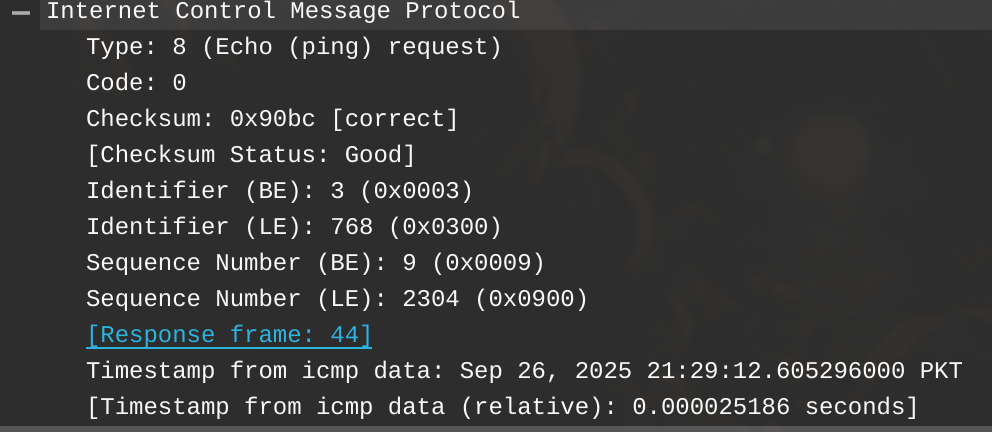 Internet Control Message Protocol
Type: 8 (Echo (ping) request)
Code: 0
Checksum: 0x90bc [correct]
[Checksum Status: Good]
Identifier (BE): 3 (0x0003)
Identifier (LE): 768 (0x0300)
Sequence Number (BE): 9 (0x0009)
Sequence Number (LE): 2304 (0x0900)
[Response frame: 44]
Timestamp from icmp data: Sep 26, 2025 21:29:12.605296000 PKT
[Timestamp from icmp data (relative): 0.000025186 seconds]